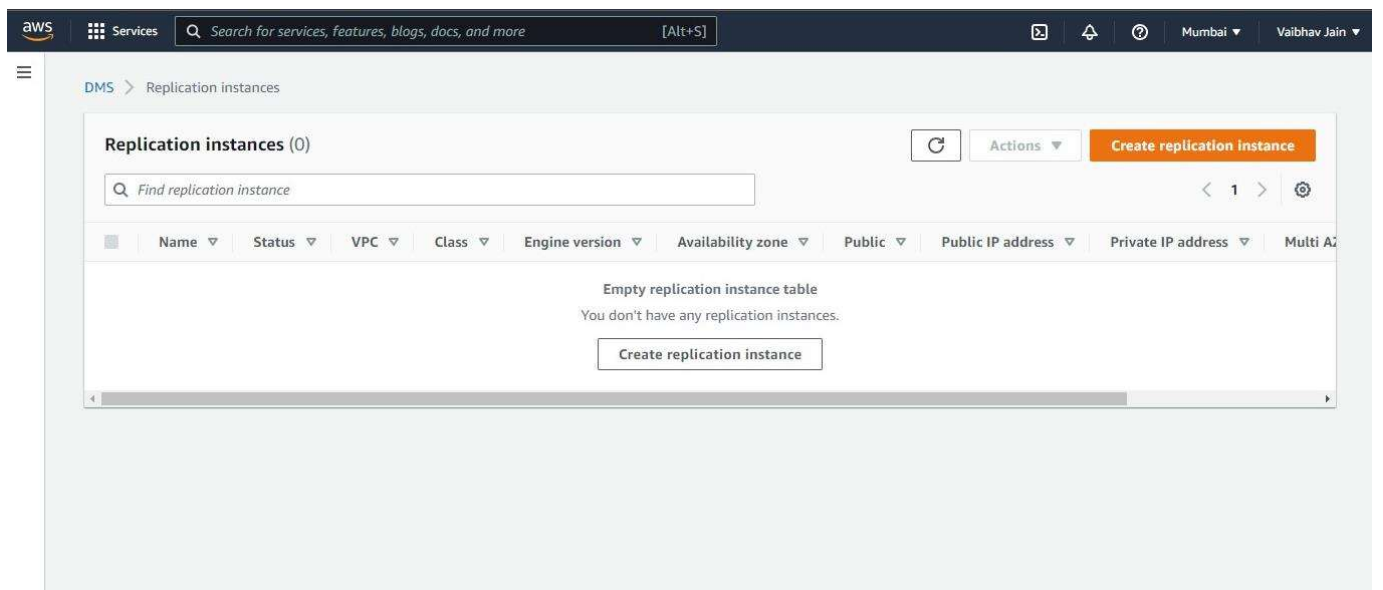 aws Services Search for services, features, blogs, docs, and more [Alt+S] Mumbai Vaibhav Jain
DMS > Replication instances
Replication instances (0) Actions Create replication instance
Find replication instance 1
Name Status VPC Class Engine version Availability zone Public Public IP address Private IP address Multi AZ
Empty replication instance table
You don't have any replication instances.
Create replication instance